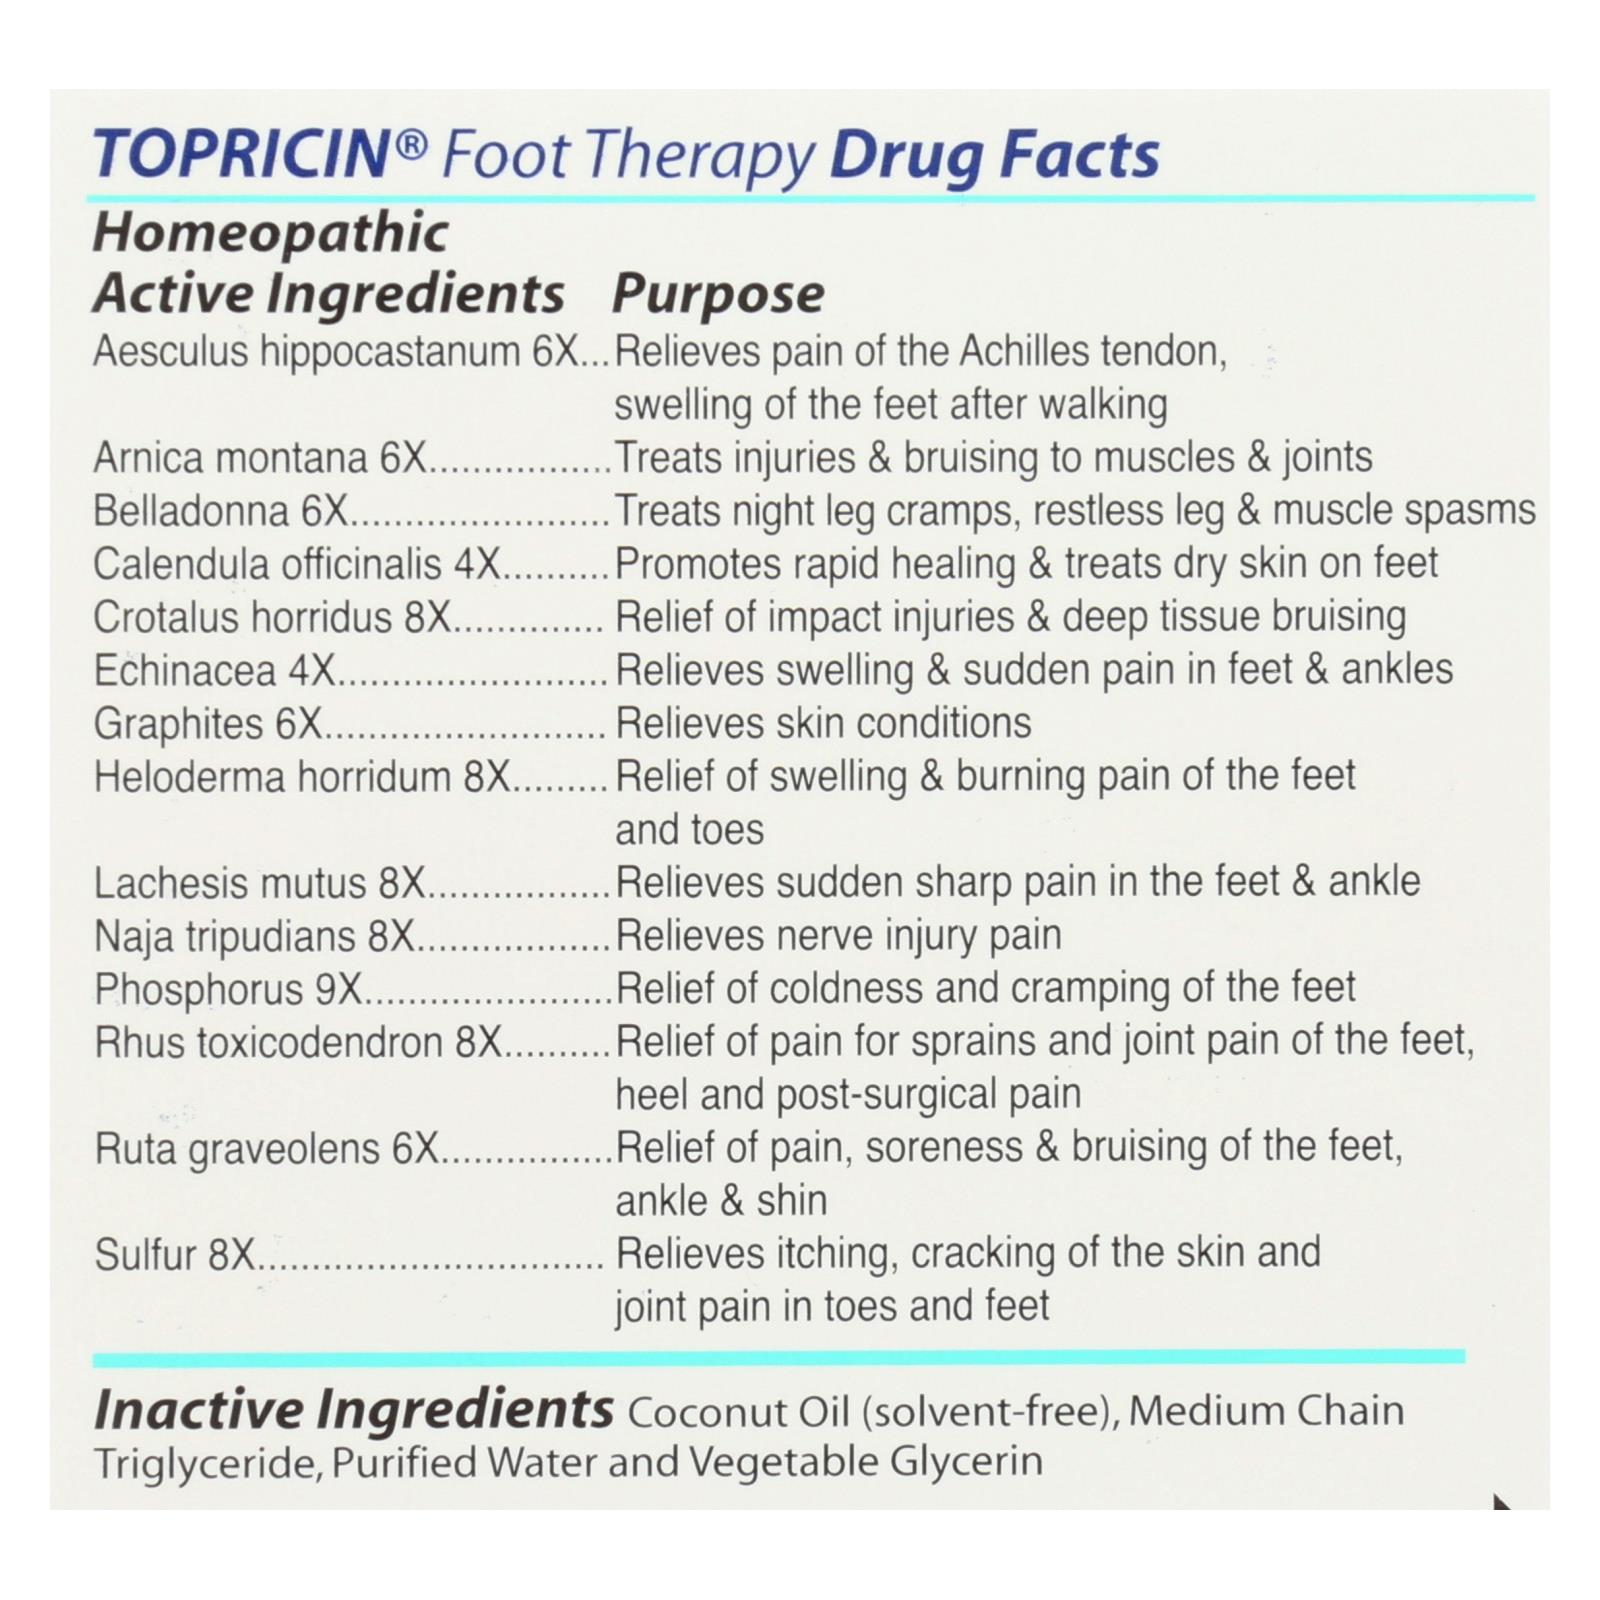 TOPRICIN® Foot Therapy Drug Facts
Homeopathic
Active Ingredients Purpose
Aesculus hippocastanum 6X...Relieves pain of the Achilles tendon,
swelling of the feet after walking
Arnica montana 6X.................Treats injuries & bruising to muscles & joints
Belladonna 6X........................Treats night leg cramps, restless leg & muscle spasms
Calendula officinalis 4X..........Promotes rapid healing & treats dry skin on feet
Crotalus horridus 8X.............. Relief of impact injuries & deep tissue bruising
Echinacea 4X......................... Relieves swelling & sudden pain in feet & ankles
Graphites 6X.......................... Relieves skin conditions
Heloderma horridum 8X......... Relief of swelling & burning pain of the feet
and toes
Lachesis mutus 8X.................Relieves sudden sharp pain in the feet & ankle
Naja tripudians 8X..................Relieves nerve injury pain
Phosphorus 9X.......................Relief of coldness and cramping of the feet
Rhus toxicodendron 8X..........Relief of pain for sprains and joint pain of the feet,
heel and post-surgical pain
Ruta graveolens 6X................Relief of pain, soreness & bruising of the feet,
ankle & shin
Sulfur 8X................................ Relieves itching, cracking of the skin and
joint pain in toes and feet
Inactive Ingredients Coconut Oil (solvent-free), Medium Chain
Triglyceride, Purified Water and Vegetable Glycerin